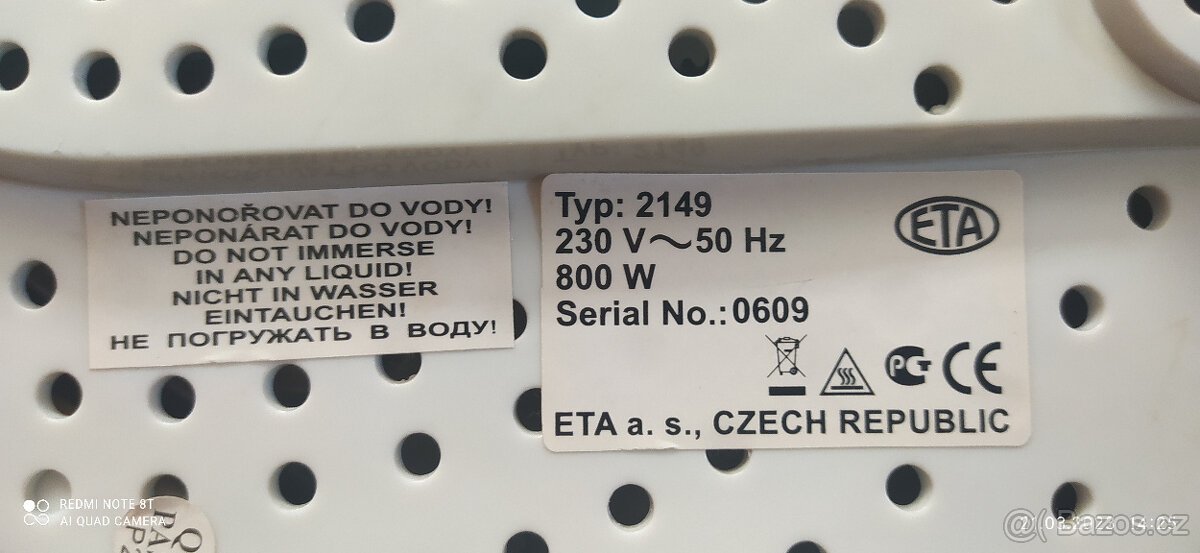 NEPONOŘOVAT DO VODY!
NEPONÁRAT DO VODY!
DO NOT IMMERSE
IN ANY LIQUID!
NICHT IN WASSER
EINTAUCHEN!
НЕ ПОГРУЖАТЬ В ВОДУ!
Typ: 2149
230 V～50 Hz
800 W
Serial No.: 0609
ETA
CE
ETA a. s., CZECH REPUBLIC
REDMI NOTE 8T
AI QUAD CAMERA
Bazos.cz
14:25